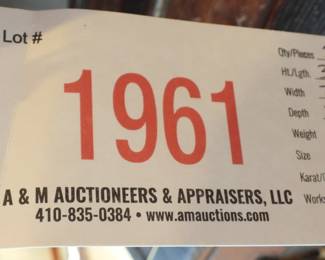 Lot #
1961
Qty/Pieces
Ht./Lgth.
Width
Depth
Weight
Size
Karat/
Works
A & M AUCTIONEERS & APPRAISERS, LLC
410-835-0384 • www.amauctions.com